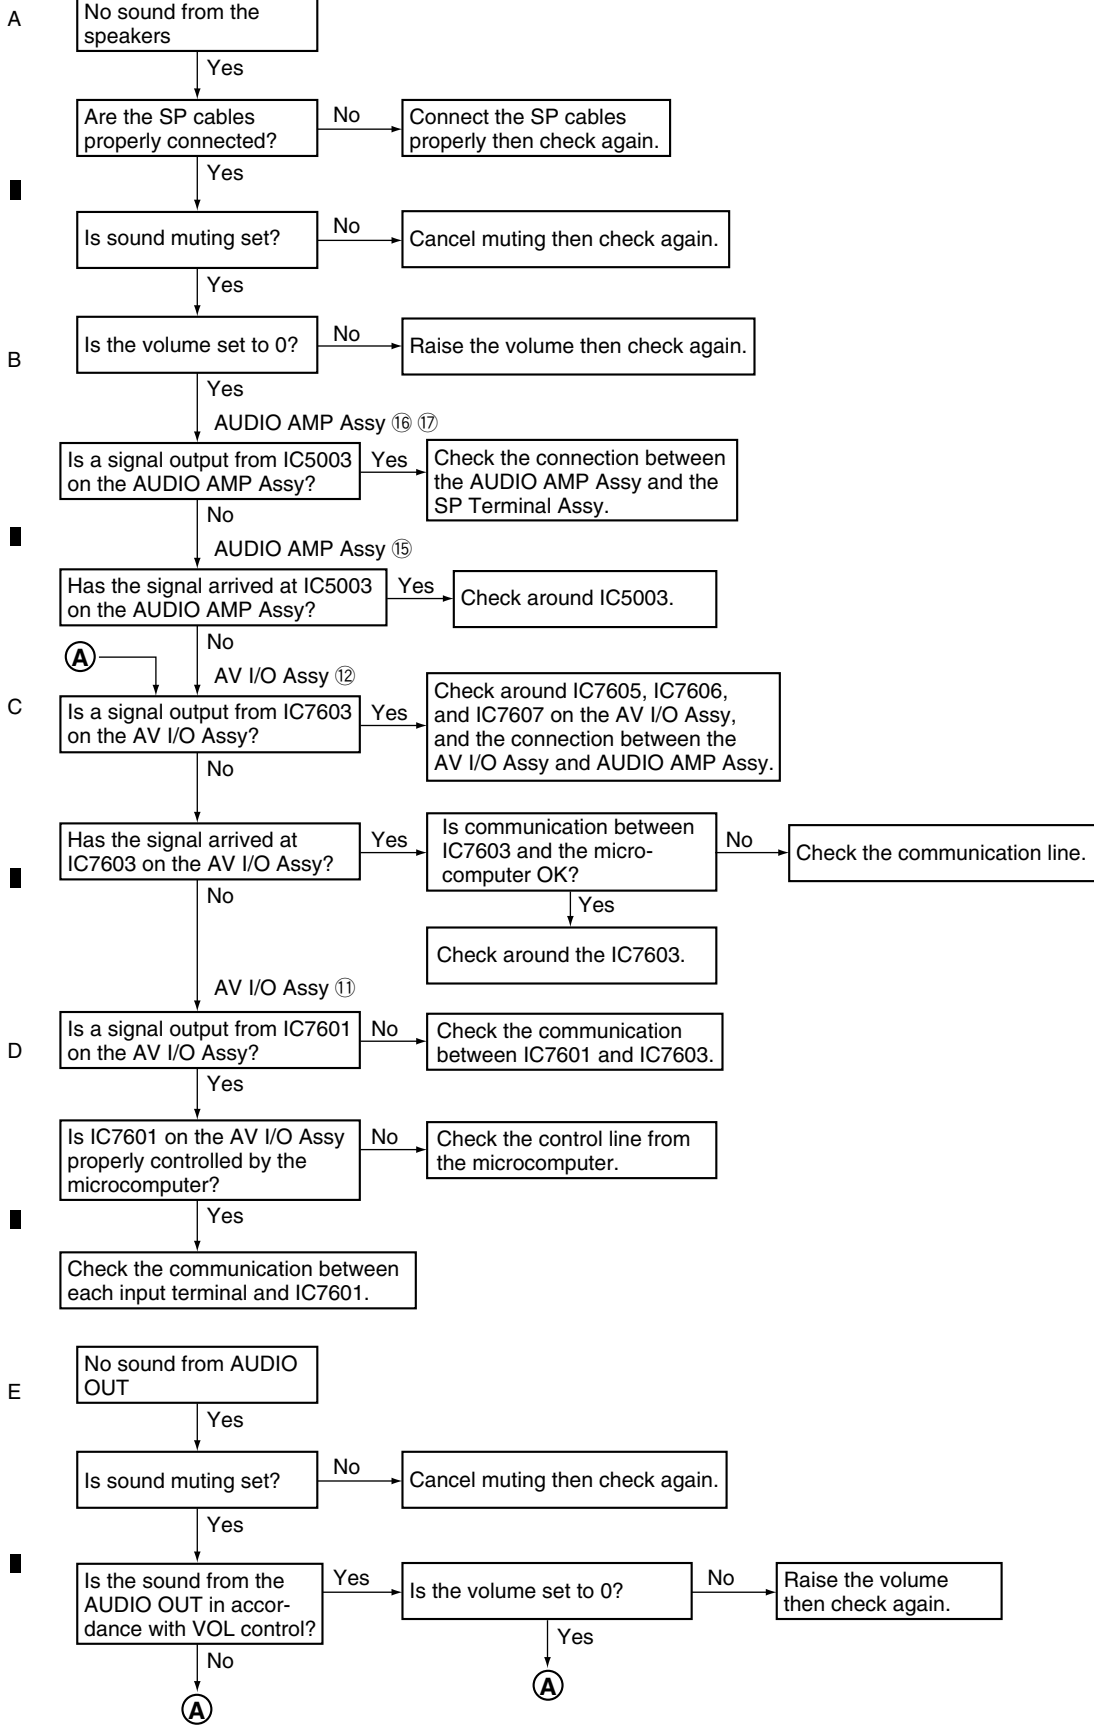 A
No sound from the
speakers
Yes
Are the SP cables
properly connected?
No
Connect the SP cables
properly then check again.
Yes
Is sound muting set?
No
Cancel muting then check again.
Yes
B
Is the volume set to 0?
No
Raise the volume then check again.
Yes
AUDIO AMP Assy ⑯ ⑰
Is a signal output from IC5003
on the AUDIO AMP Assy?
Yes
Check the connection between
the AUDIO AMP Assy and the
SP Terminal Assy.
No
AUDIO AMP Assy ⑮
Has the signal arrived at IC5003
on the AUDIO AMP Assy?
Yes
Check around IC5003.
No
A
AV I/O Assy ⑫
C
Is a signal output from IC7603
on the AV I/O Assy?
Yes
Check around IC7605, IC7606,
and IC7607 on the AV I/O Assy,
and the connection between the
AV I/O Assy and AUDIO AMP Assy.
No
Has the signal arrived at
IC7603 on the AV I/O Assy?
Yes
Is communication between
IC7603 and the micro-
computer OK?
No
Check the communication line.
No
Yes
Check around the IC7603.
AV I/O Assy ⑪
D
Is a signal output from IC7601
on the AV I/O Assy?
No
Check the communication
between IC7601 and IC7603.
Yes
Is IC7601 on the AV I/O Assy
properly controlled by the
microcomputer?
No
Check the control line from
the microcomputer.
Yes
Check the communication between
each input terminal and IC7601.
E
No sound from AUDIO
OUT
Yes
Is sound muting set?
No
Cancel muting then check again.
Yes
Is the sound from the
AUDIO OUT in accor-
dance with VOL control?
Yes
Is the volume set to 0?
No
Raise the volume
then check again.
No
A
Yes
A